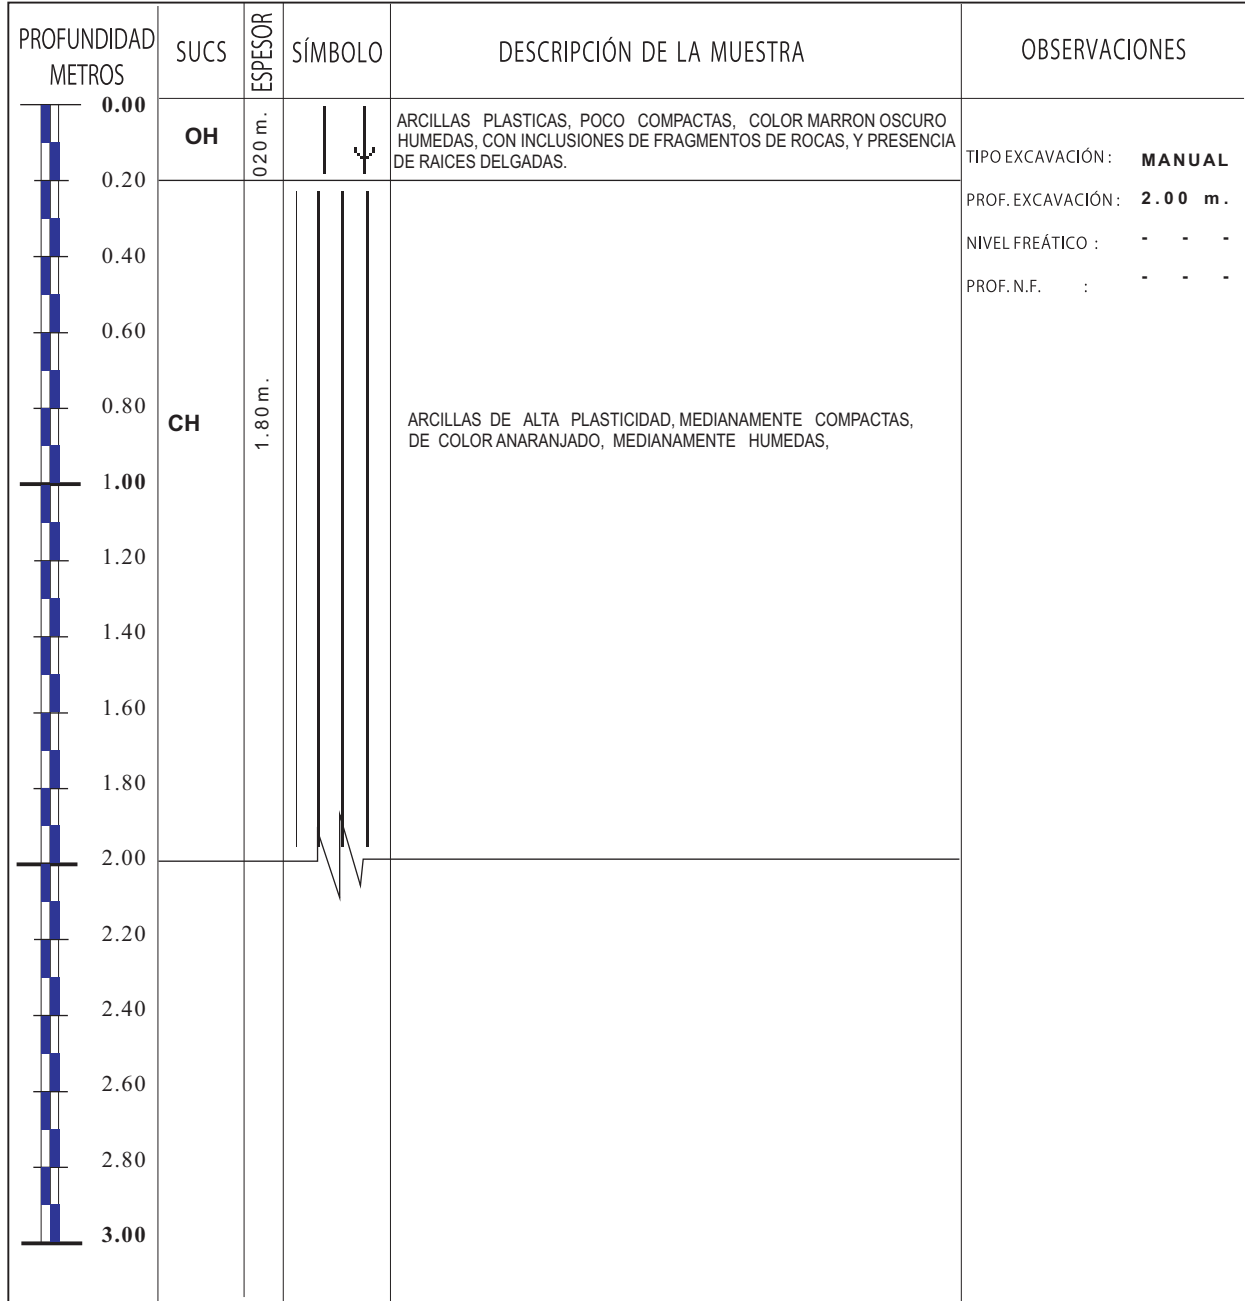 PROFUNDIDAD METROS
SUCS
ESPESOR
SÍMBOLO
DESCRIPCIÓN DE LA MUESTRA
OBSERVACIONES
0.00
OH
020 m.
ARCILLAS PLASTICAS, POCO COMPACTAS, COLOR MARRON OSCURO
HUMEDAS, CON INCLUSIONES DE FRAGMENTOS DE ROCAS, Y PRESENCIA
DE RAICES DELGADAS.
TIPO EXCAVACIÓN : MANUAL
PROF. EXCAVACIÓN : 2.00 m.
NIVEL FREÁTICO : - - -
PROF. N.F. : - - -
0.20
0.40
0.60
0.80
CH
1.80 m.
ARCILLAS DE ALTA PLASTICIDAD, MEDIANAMENTE COMPACTAS,
DE COLOR ANARANJADO, MEDIANAMENTE HUMEDAS,
1.00
1.20
1.40
1.60
1.80
2.00
2.20
2.40
2.60
2.80
3.00